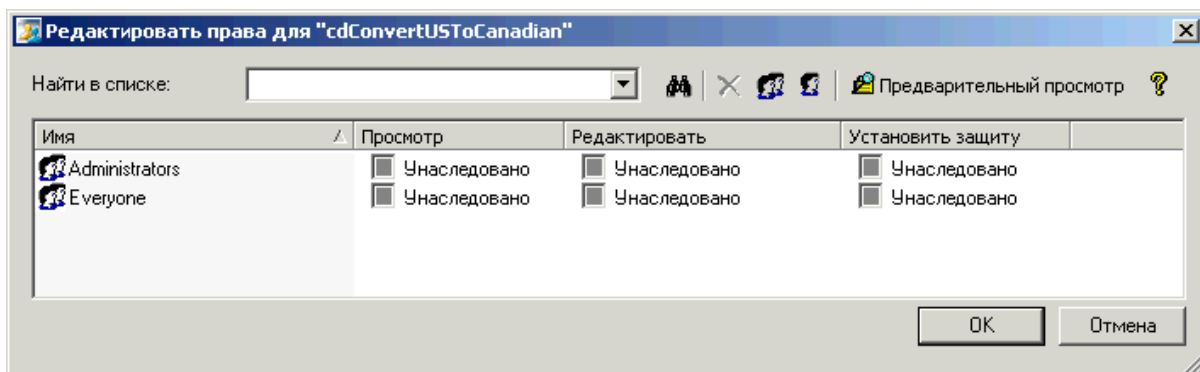 Редактировать права для "cdConvertUSToCanadian"
Найти в списке: Предварительный просмотр
Имя Просмотр Редактировать Установить защиту
Administrators Унаследовано Унаследовано Унаследовано
Everyone Унаследовано Унаследовано Унаследовано
OK Отмена